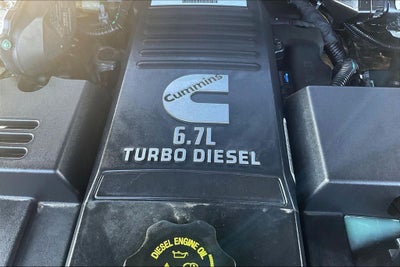 Cummins
6.7L
TURBO DIESEL
DIESEL ENGINE OIL